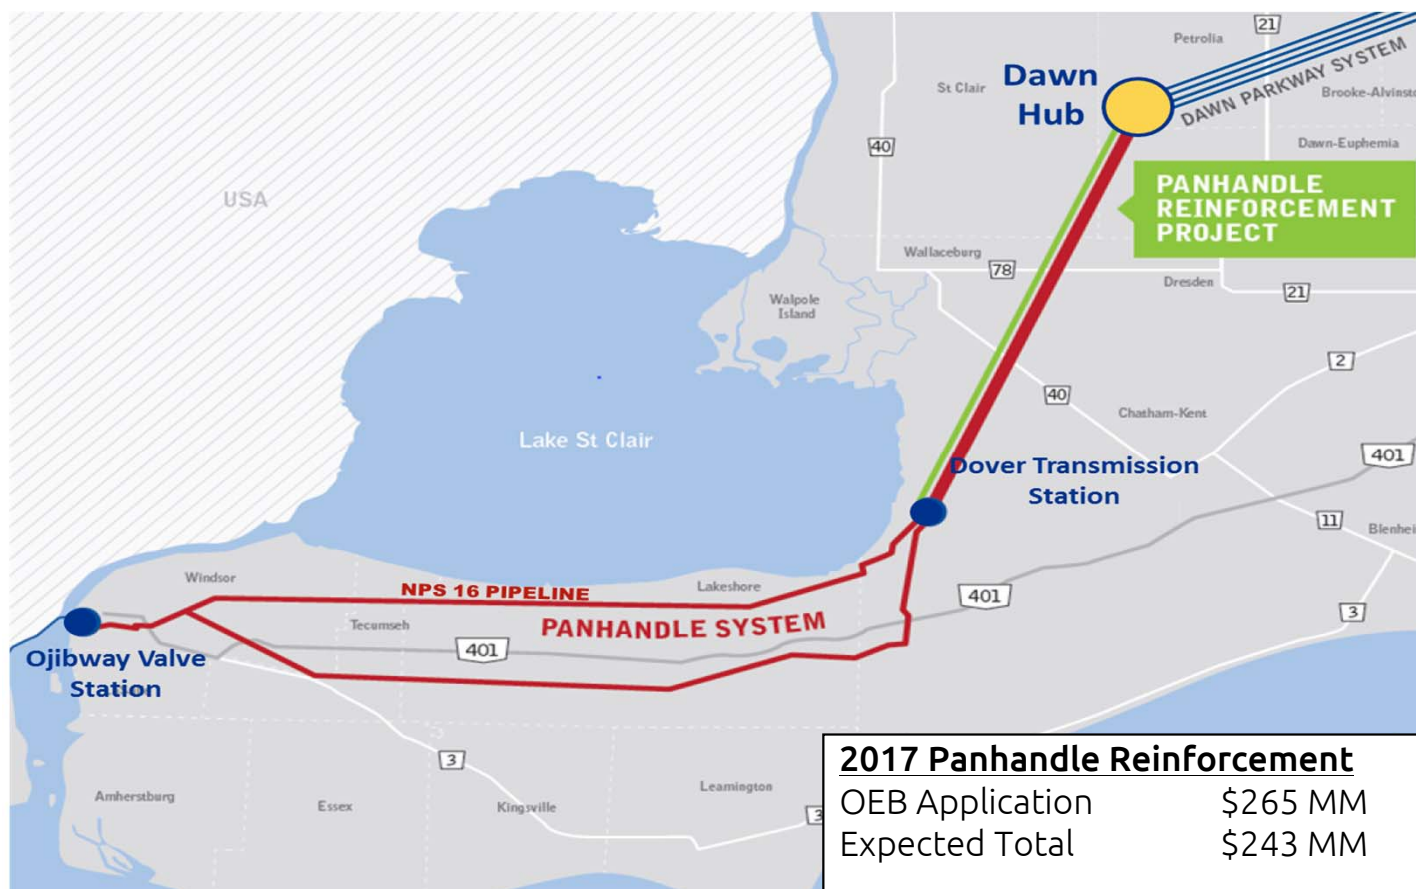 21
Petrolia
DAWN PARKWAY SYSTEM
Dawn
Hub
St Clair
Brooke-Alvinsto
40
Dawn-Euphemia
PANHANDLE
REINFORCEMENT
PROJECT
USA
Wallaceburg
78
Dresden
21
Walpole
Island
2
40
Chatham-Kent
Lake St Clair
401
Dover Transmission
Station
11
Blenhei
Windsor
NPS 16 PIPELINE
Lakeshore
401
3
Tecumseh
PANHANDLE SYSTEM
401
Ojibway Valve
Station
3
Amherstburg
Essex
Kingsville
Leamington
3
2017 Panhandle Reinforcement
OEB Application $265 MM
Expected Total $243 MM